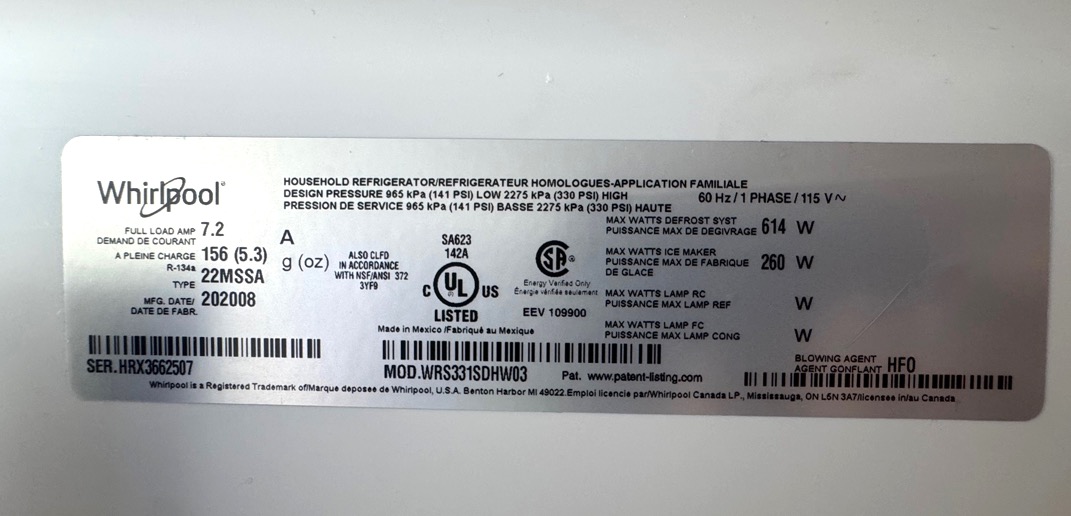 Whirlpool®
HOUSEHOLD REFRIGERATOR/REFRIGERATEUR HOMOLOGUES-APPLICATION FAMILIALE
DESIGN PRESSURE 965 kPa (141 PSI) LOW 2275 kPa (330 PSI) HIGH 60 Hz / 1 PHASE / 115 V ~
PRESSION DE SERVICE 965 kPa (141 PSI) BASSE 2275 kPa (330 PSI) HAUTE
FULL LOAD AMP 7.2 A
DEMAND DE COURANT
A PLEINE CHARGE 156 (5.3) g (oz)
R-134a
TYPE 22MSSA
MFG. DATE/ 202008
DATE DE FABR.
ALSO CLFD
IN ACCORDANCE
WITH NSF/ANSI 372
3YF9
SA623
142A
C UL US
LISTED
SA®
Energy Verified Only
Énergie vérifiée seulement
EEV 109900
Made in Mexico/Fabriqué au Mexique
MAX WATTS DEFROST SYST
PUISSANCE MAX DE DEGIVRAGE 614 W
MAX WATTS ICE MAKER
PUISSANCE MAX DE FABRIQUE 260 W
DE GLACE
MAX WATTS LAMP RC
PUISSANCE MAX LAMP REF W
MAX WATTS LAMP FC
PUISSANCE MAX LAMP CONG W
SER.HRX3662507
MOD.WRS331SDHW03
Pat. www.patent-listing.com
BLOWING AGENT
AGENT GONFLANT HFO
Whirlpool is a Registered Trademark of/Marque deposee de Whirlpool, U.S.A. Benton Harbor MI 49022.Emploi licencie par/Whirlpool Canada LP., Mississauga, ON L5N 3A7/licensee in/au Canada